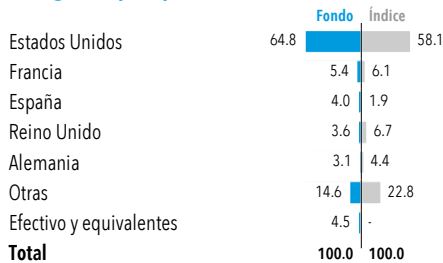 Fondo Índice
Estados Unidos 64.8 58.1
Francia 5.4 6.1
España 4.0 1.9
Reino Unido 3.6 6.7
Alemania 3.1 4.4
Otras 14.6 22.8
Efectivo y equivalentes 4.5 -
Total 100.0 100.0